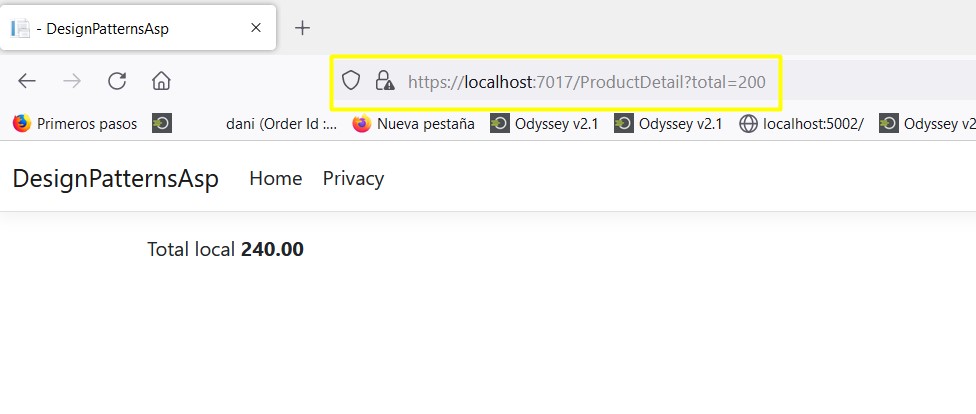 - DesignPatternsAsp
https://localhost:7017/ProductDetail?total=200
Primeros pasos dani (Order Id :... Nueva pestaña Odyssey v2.1 Odyssey v2.1 localhost:5002/ Odyssey v2
DesignPatternsAsp Home Privacy
Total local 240.00